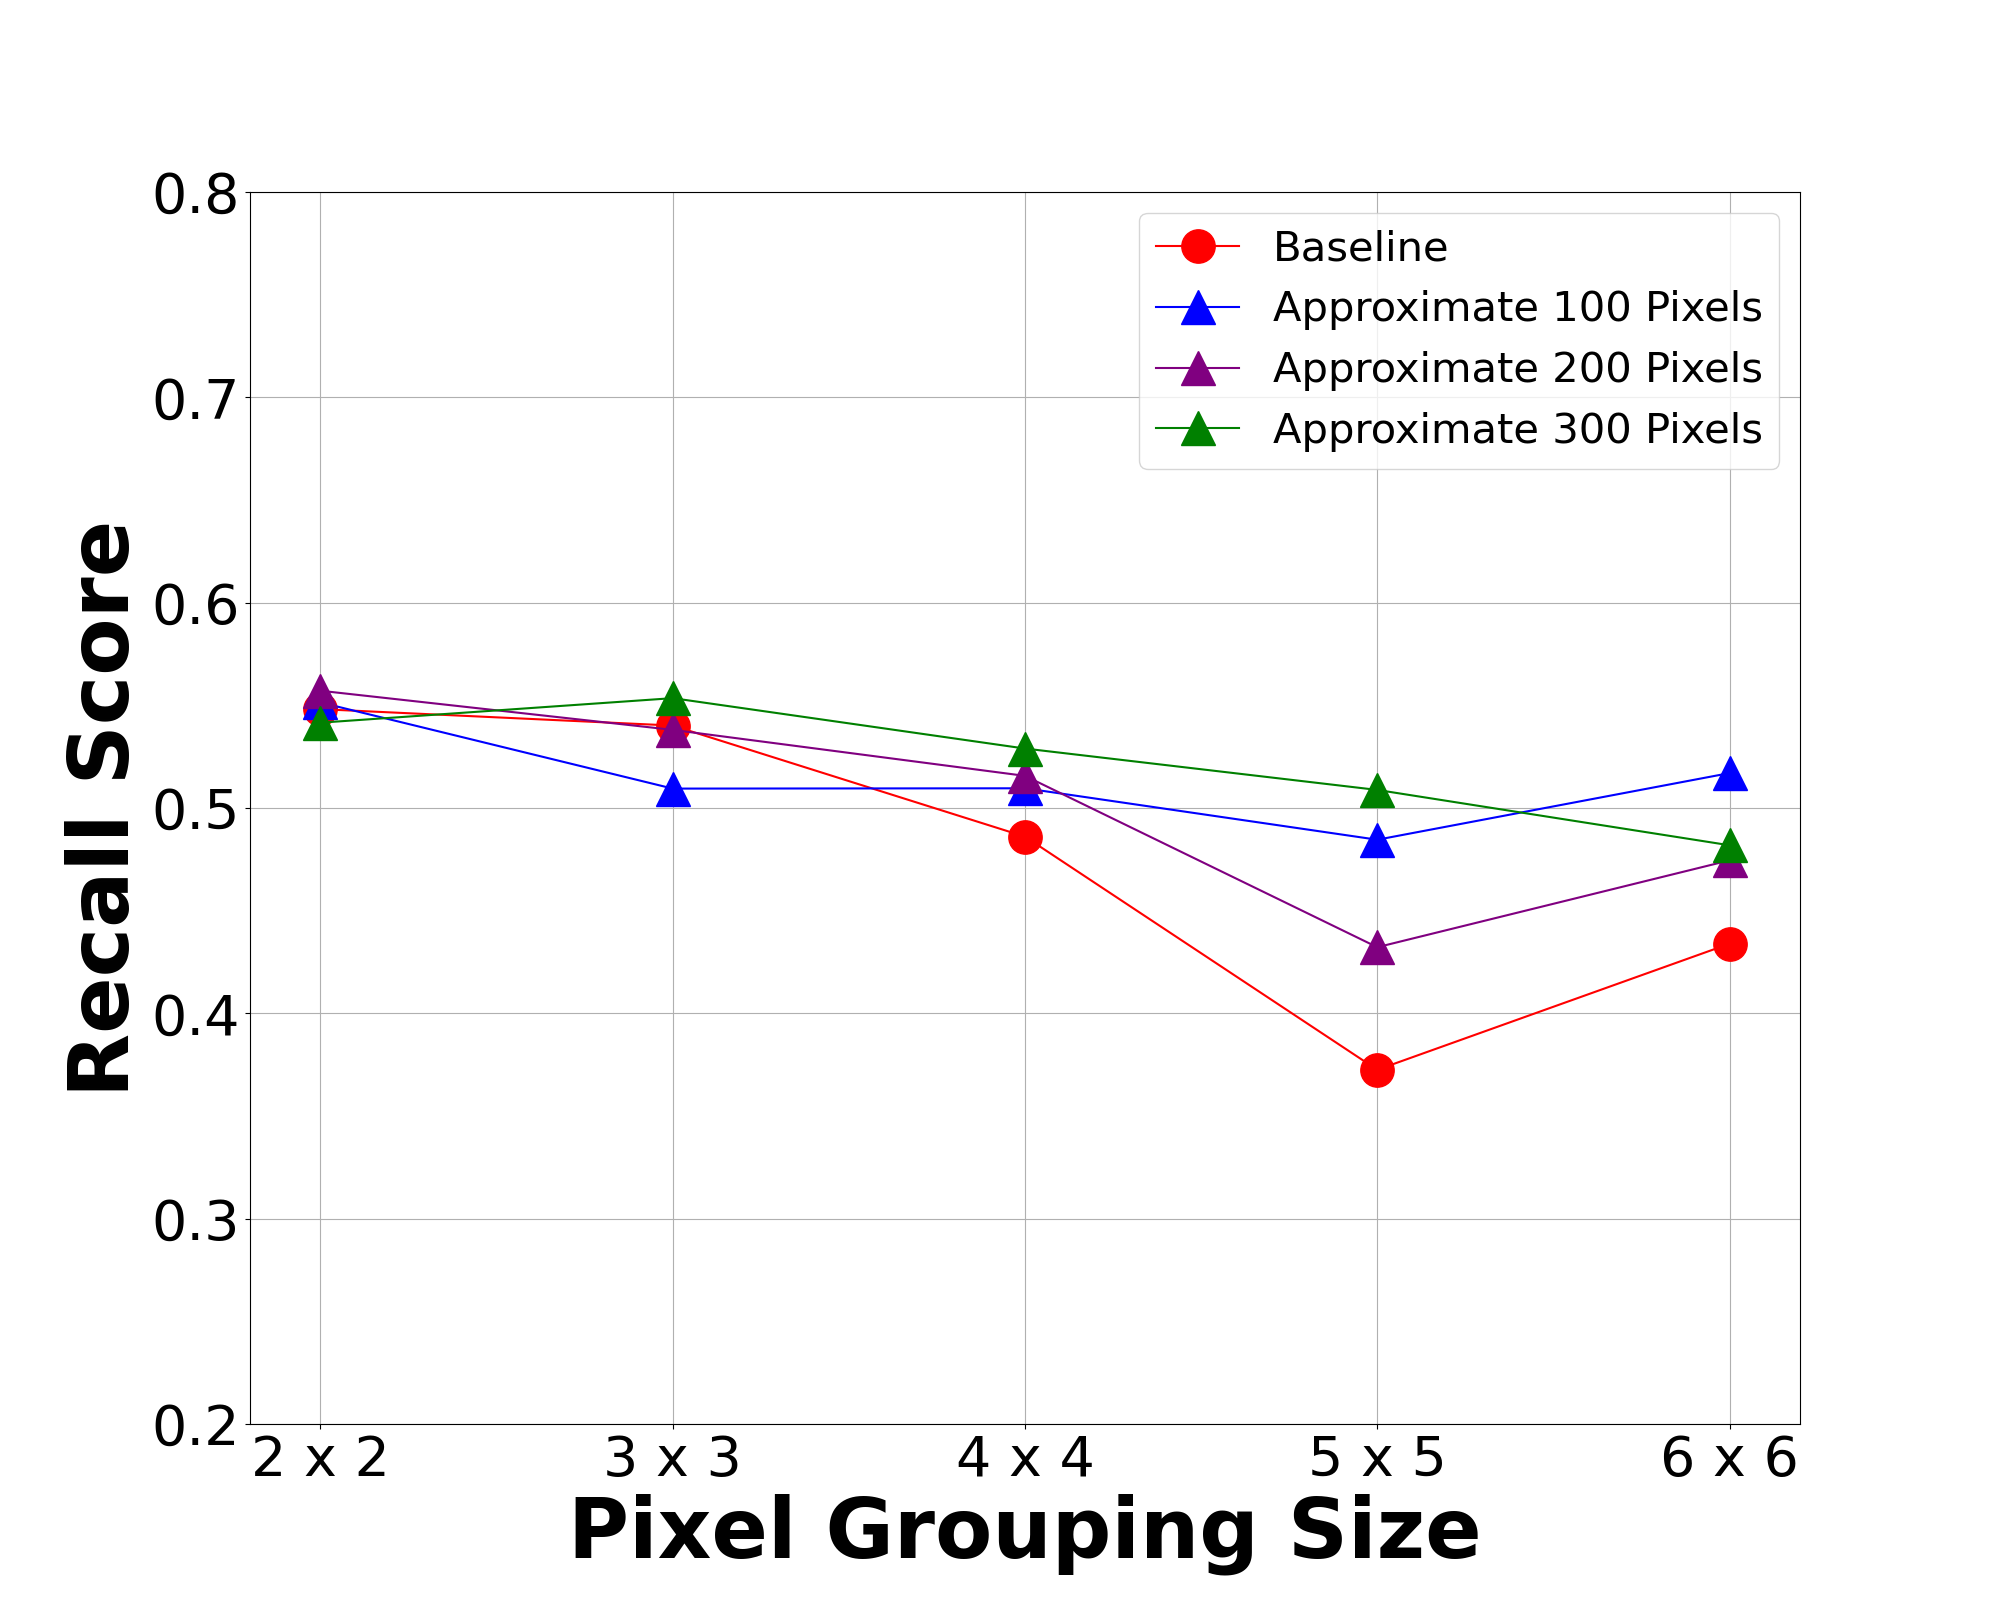 0.8
0.7
0.6
0.5
0.4
0.3
0.2
Recall Score
Baseline
Approximate 100 Pixels
Approximate 200 Pixels
Approximate 300 Pixels
2 x 2
3 x 3
4 x 4
5 x 5
6 x 6
Pixel Grouping Size